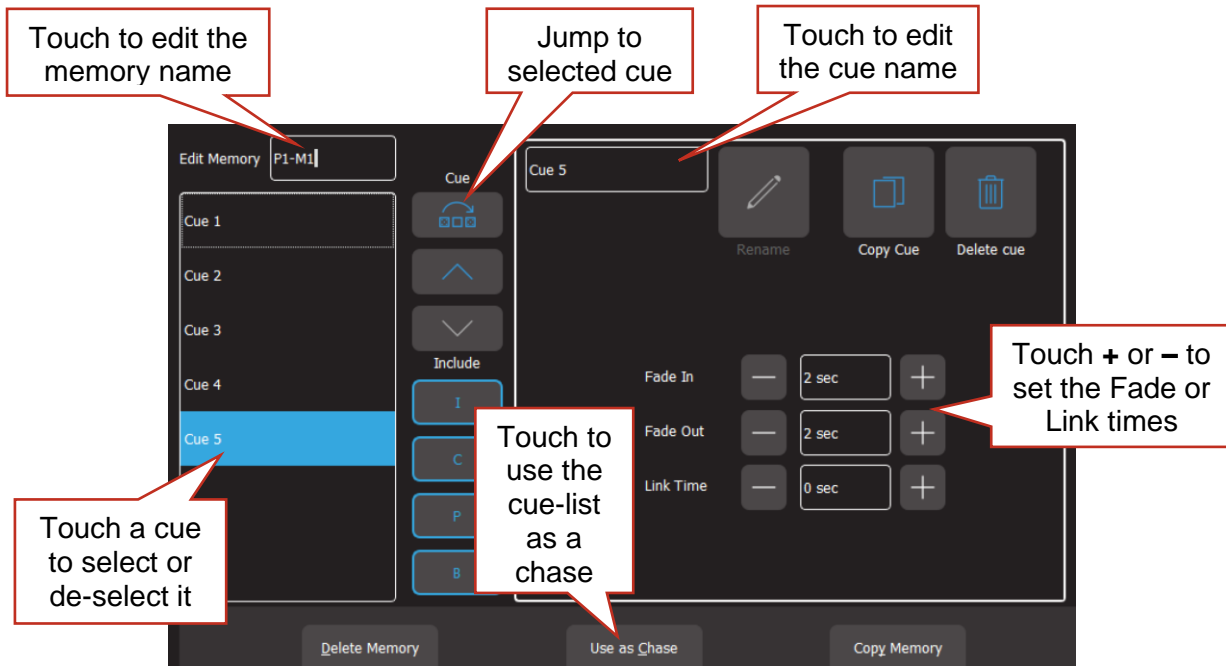 Touch to edit the
memory name
Jump to
selected cue
Touch to edit
the cue name
Edit Memory
P1-M1
Cue 1
Cue 2
Cue 3
Cue 4
Cue 5
Cue
Include
I
C
P
B
Cue 5
Rename
Copy Cue
Delete cue
Fade In
2 sec
Fade Out
2 sec
Link Time
0 sec
Touch + or – to
set the Fade or
Link times
Touch to
use the
cue-list
as a
chase
Touch a cue
to select or
de-select it
Delete Memory
Use as Chase
Copy Memory